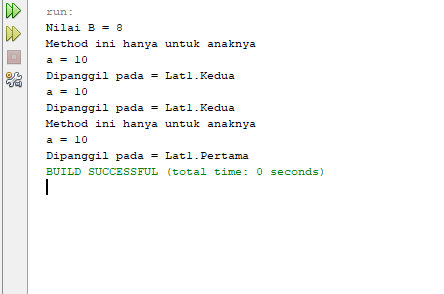 run:
Nilai B = 8
Method ini hanya untuk anaknya
a = 10
Dipanggil pada = Lat1.Kedua
a = 10
Dipanggil pada = Lat1.Kedua
Method ini hanya untuk anaknya
a = 10
Dipanggil pada = Lat1.Pertama
BUILD SUCCESSFUL (total time: 0 seconds)